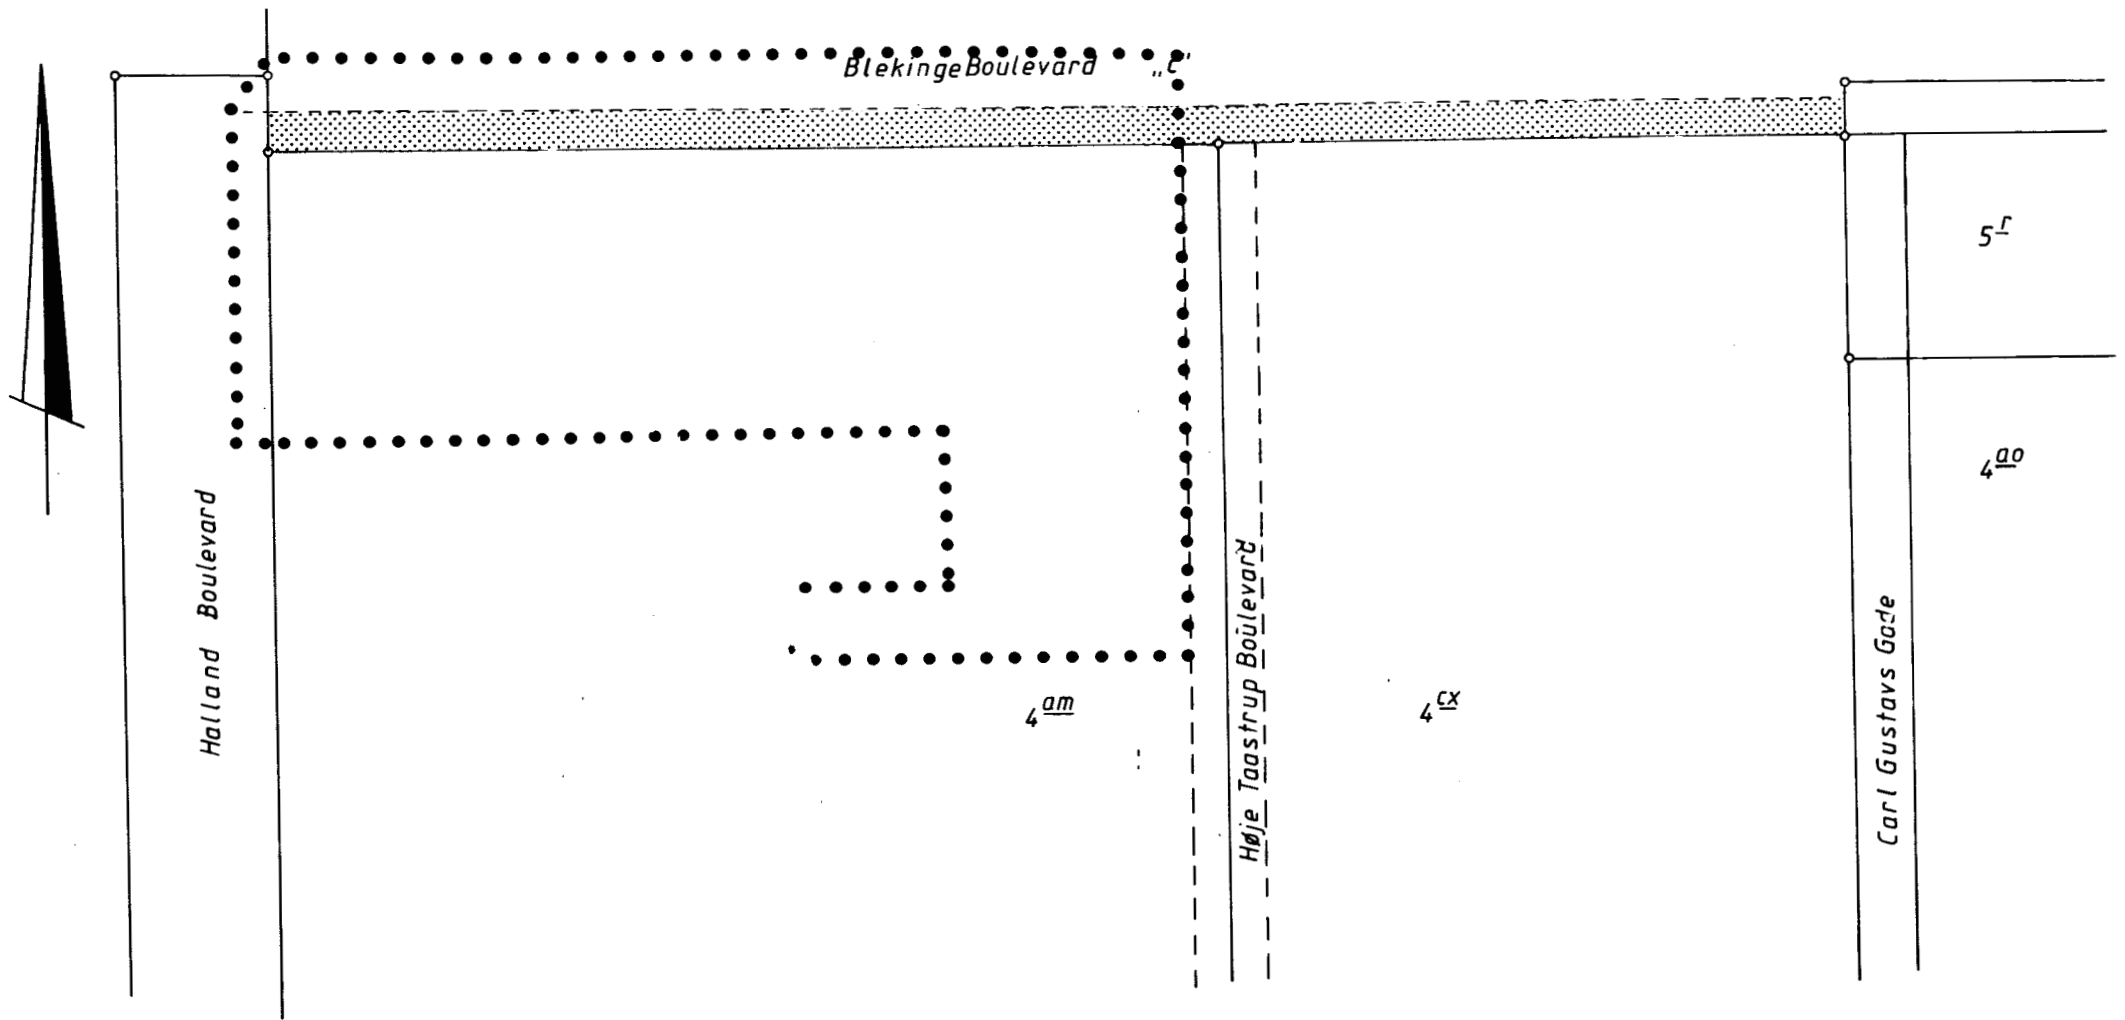 Blekinge Boulevard „c"
5r
4ao
Halland Boulevard
Høje Taastrup Boulevard
Carl Gustavs Gade
4am
4cx